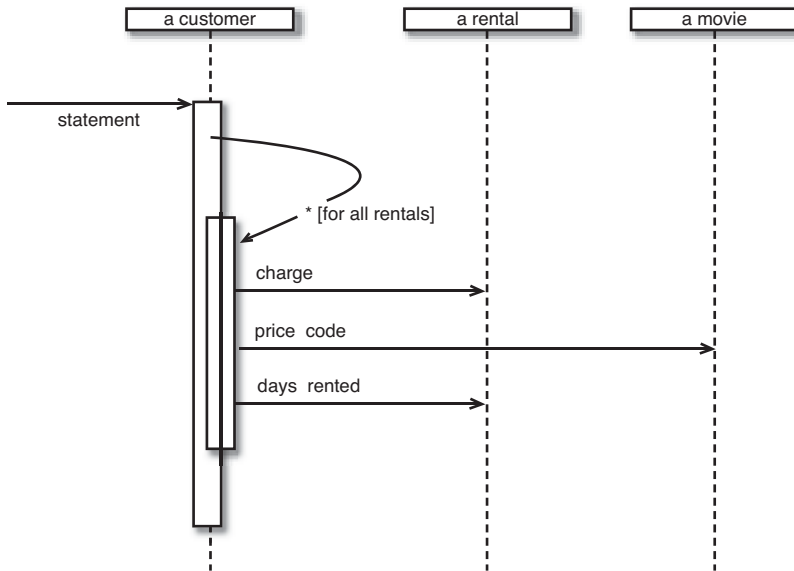 a customer
a rental
a movie
statement
* [for all rentals]
charge
price code
days rented